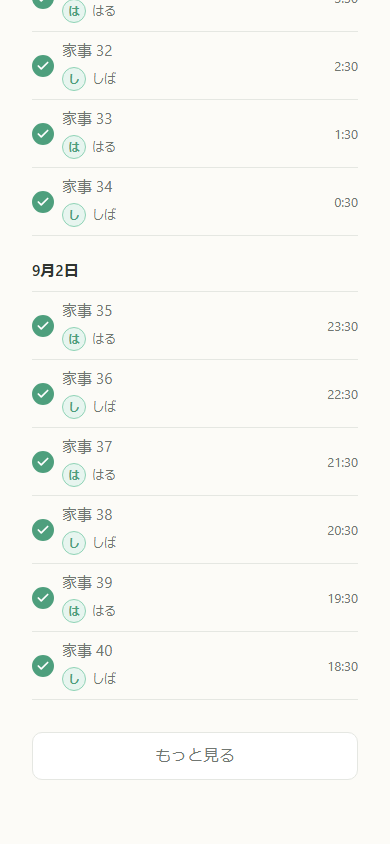 は はる
家事 32
し しば
2:30
家事 33
は はる
1:30
家事 34
し しば
0:30
9月2日
家事 35
は はる
23:30
家事 36
し しば
22:30
家事 37
は はる
21:30
家事 38
し しば
20:30
家事 39
は はる
19:30
家事 40
し しば
18:30
もっと見る